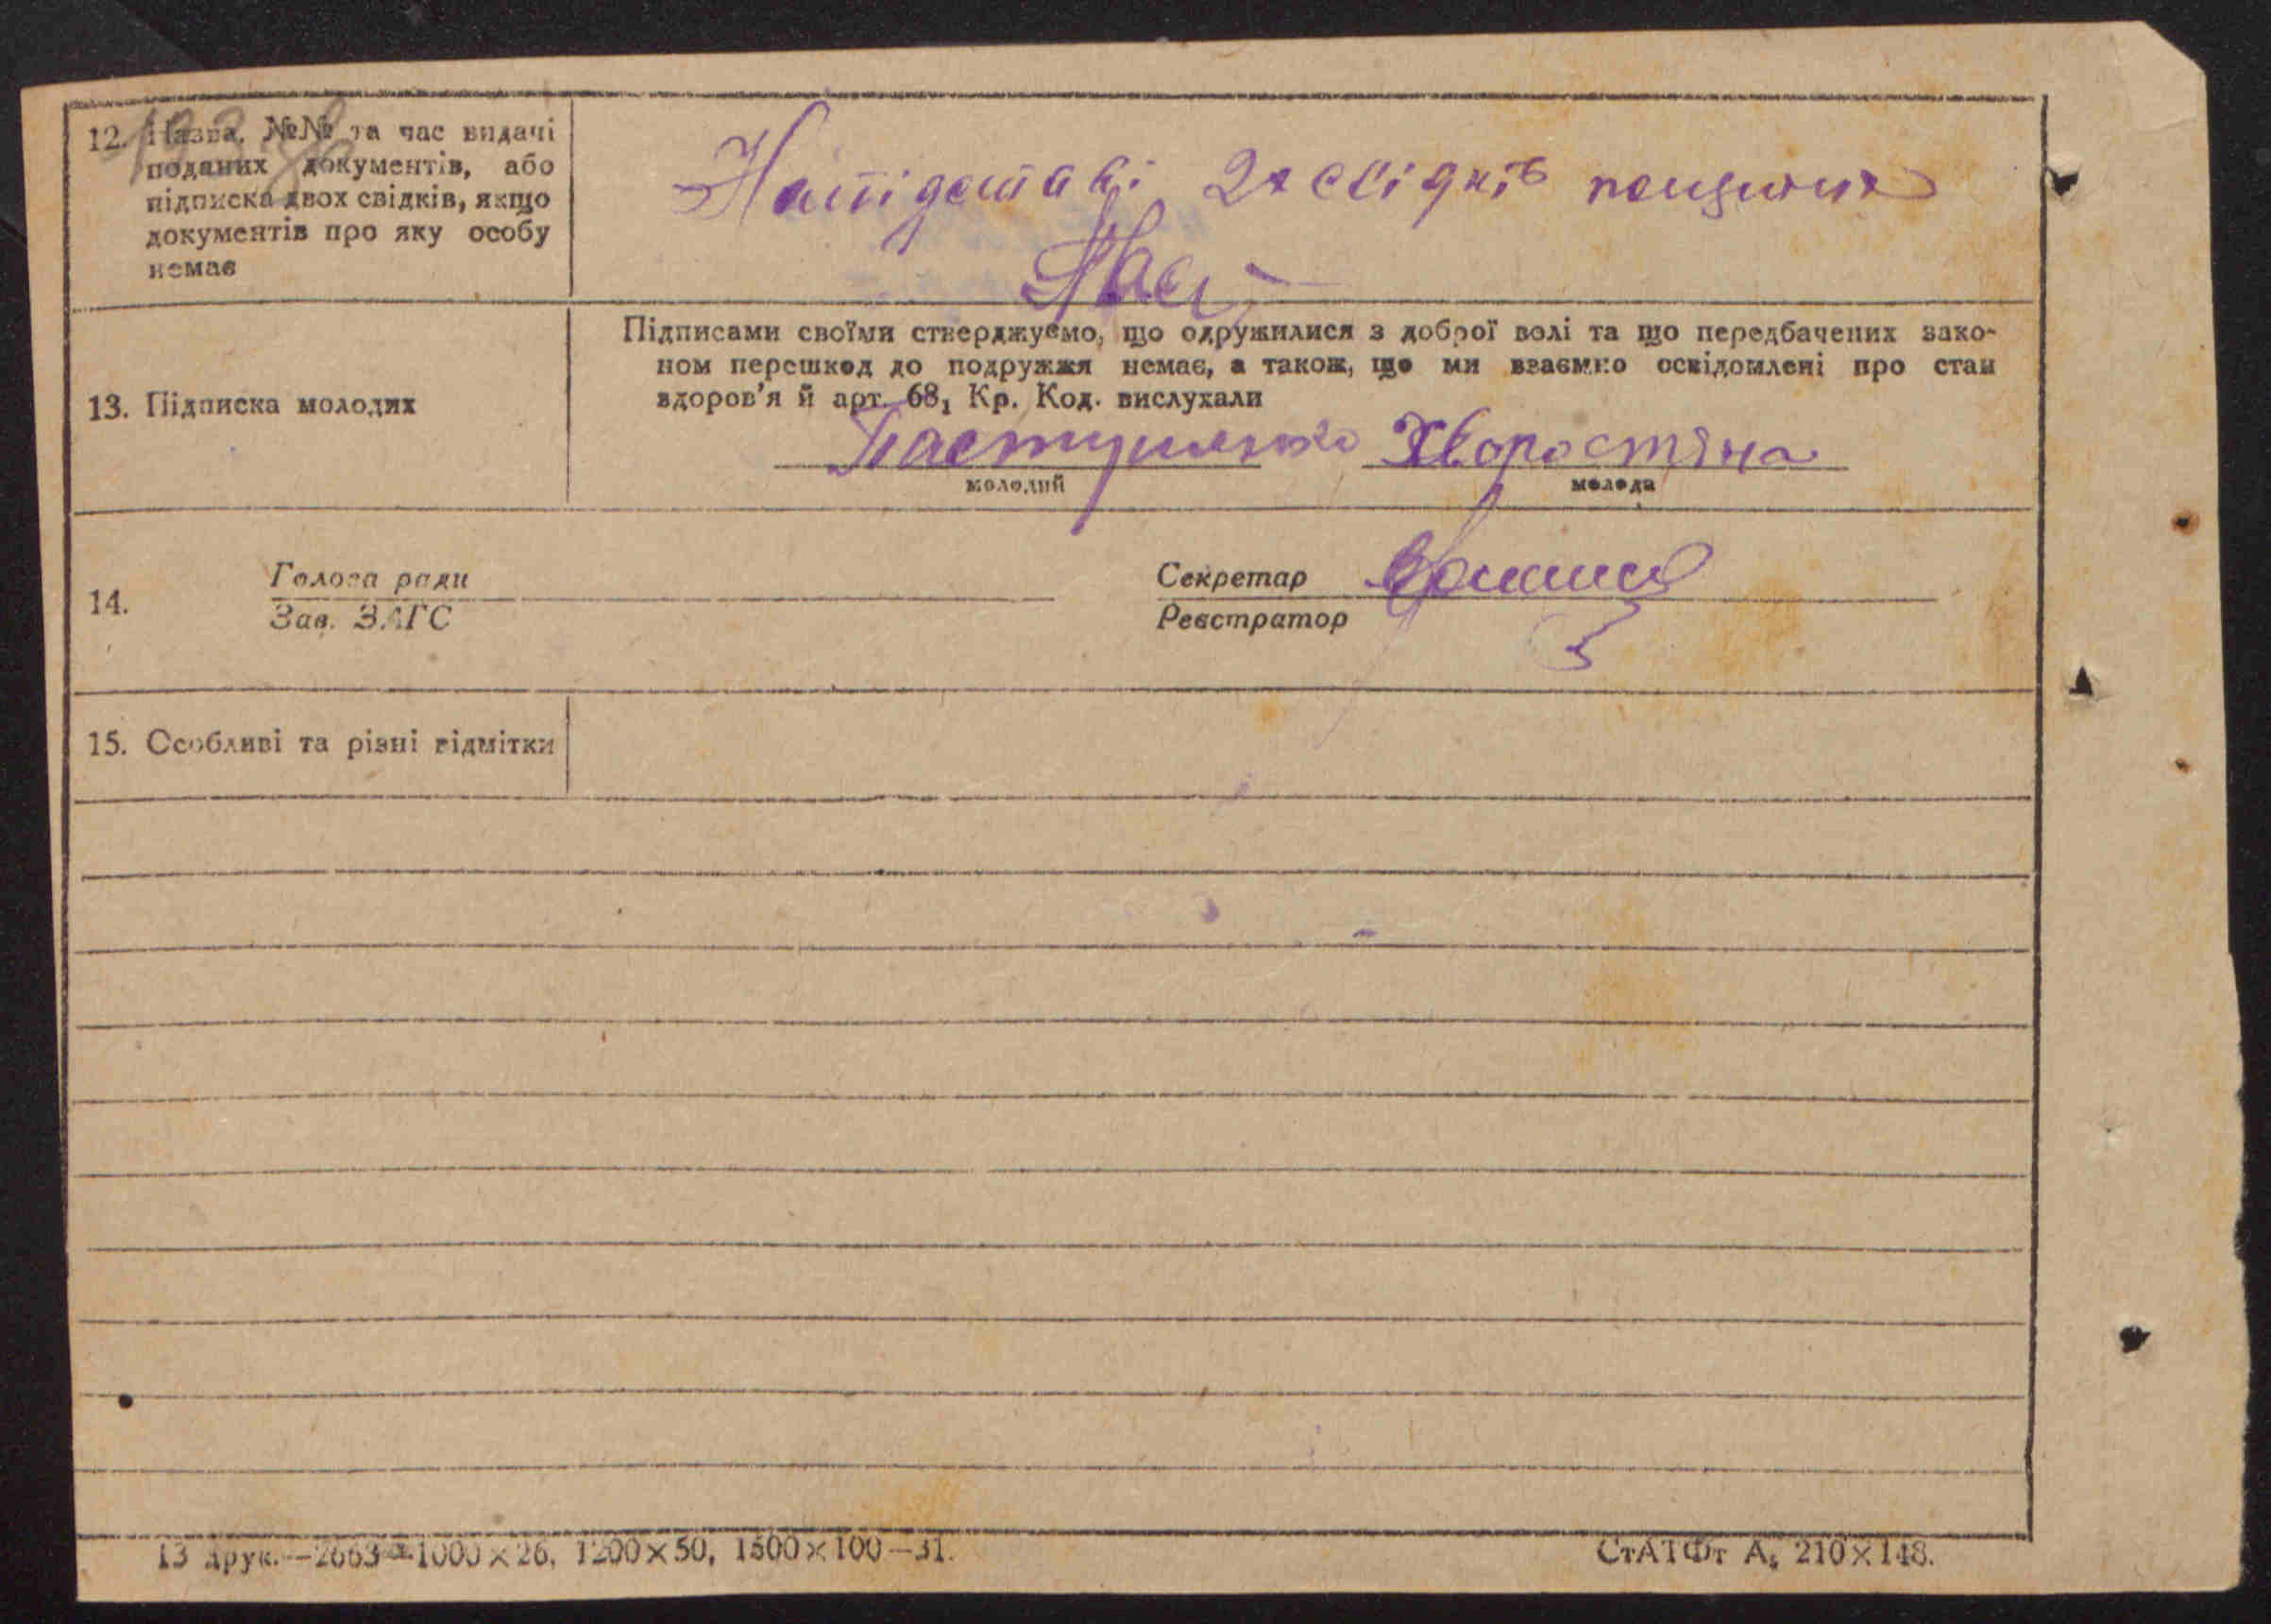 12. Назва, №№ та час видачі
поданих документів, або
підписка двох свідків, якщо
документів про яку особу
немає
На підставі 2х свідків
13. Підписка молодих
Підписами своїми стверджуємо, що одружилися з доброї волі та що передбачених зако-
ном перешкод до подружжя немає, а також, що ми взаємно освідомлені про стан
здоров'я й арт. 68₁ Кр. Код. вислухали
Пастушенко Хворостяна
молодий молода
14. Голова ради
Зав. ЗАГС
Секретар
Реєстратор
15. Особливі та різні відмітки
13 друк.—2663—1000×26, 1200×50, 1500×100—31.
СтАТФт А₅ 210×148.